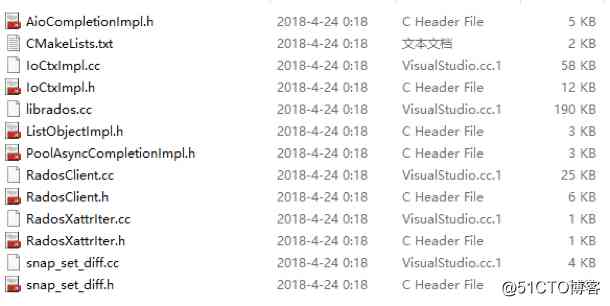 AioCompletionImpl.h 2018-4-24 0:18 C Header File 5 KB
CMakeLists.txt 2018-4-24 0:18 文本文档 2 KB
IoCtxImpl.cc 2018-4-24 0:18 VisualStudio.cc.1 58 KB
IoCtxImpl.h 2018-4-24 0:18 C Header File 12 KB
librados.cc 2018-4-24 0:18 VisualStudio.cc.1 190 KB
ListObjectImpl.h 2018-4-24 0:18 C Header File 3 KB
PoolAsyncCompletionImpl.h 2018-4-24 0:18 C Header File 3 KB
RadosClient.cc 2018-4-24 0:18 VisualStudio.cc.1 25 KB
RadosClient.h 2018-4-24 0:18 C Header File 6 KB
RadosXattrIter.cc 2018-4-24 0:18 VisualStudio.cc.1 1 KB
RadosXattrIter.h 2018-4-24 0:18 C Header File 1 KB
snap_set_diff.cc 2018-4-24 0:18 VisualStudio.cc.1 4 KB
snap_set_diff.h 2018-4-24 0:18 C Header File
@51CTO博客